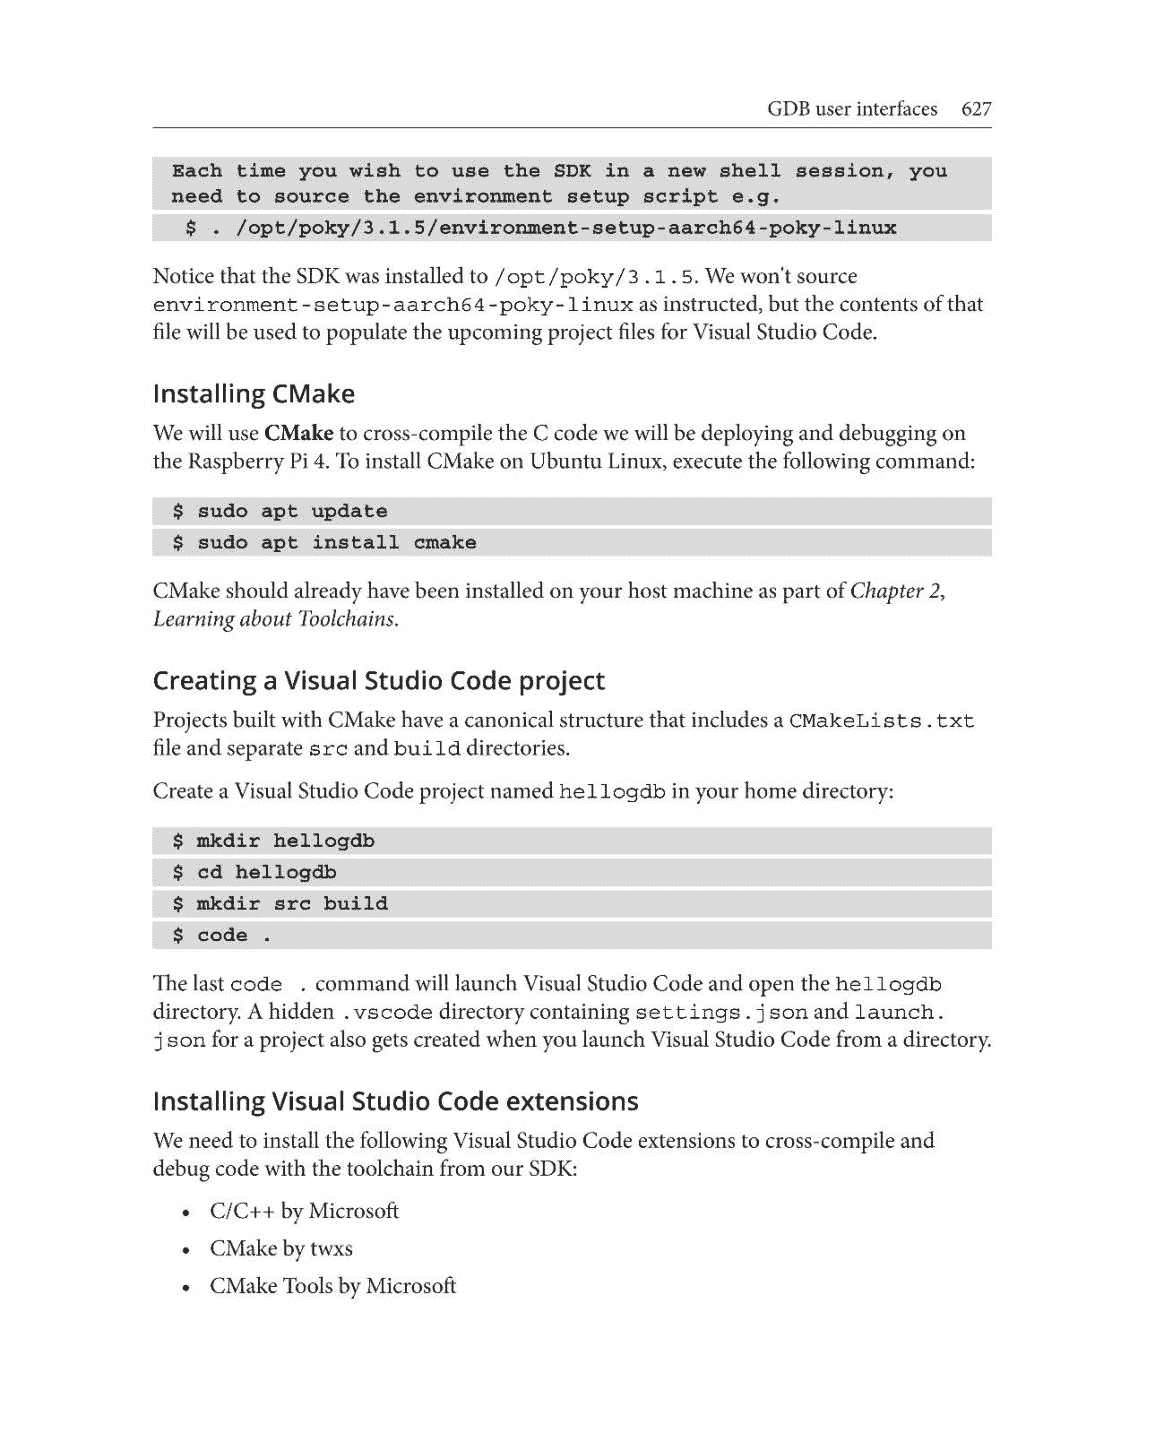 GDB user interfaces 627
Each time you wish to use the SDK in a new shell session, you
need to source the environment setup script e.g.
$ . /opt/poky/3.1.5/environment-setup-aarch64-poky-linux
Notice that the SDK was installed to /opt/poky/3.1.5. We won't source
environment-setup-aarch64-poky-linux as instructed, but the contents of that
file will be used to populate the upcoming project files for Visual Studio Code.
Installing CMake
We will use CMake to cross-compile the C code we will be deploying and debugging on
the Raspberry Pi 4. To install CMake on Ubuntu Linux, execute the following command:
$ sudo apt update
$ sudo apt install cmake
CMake should already have been installed on your host machine as part of Chapter 2,
Learning about Toolchains.
Creating a Visual Studio Code project
Projects built with CMake have a canonical structure that includes a CMakeLists.txt
file and separate src and build directories.
Create a Visual Studio Code project named hellogdb in your home directory:
$ mkdir hellogdb
$ cd hellogdb
$ mkdir src build
$ code .
The last code . command will launch Visual Studio Code and open the hellogdb
directory. A hidden .vscode directory containing settings.json and launch.
json for a project also gets created when you launch Visual Studio Code from a directory.
Installing Visual Studio Code extensions
We need to install the following Visual Studio Code extensions to cross-compile and
debug code with the toolchain from our SDK:
• C/C++ by Microsoft
• CMake by twxs
• CMake Tools by Microsoft